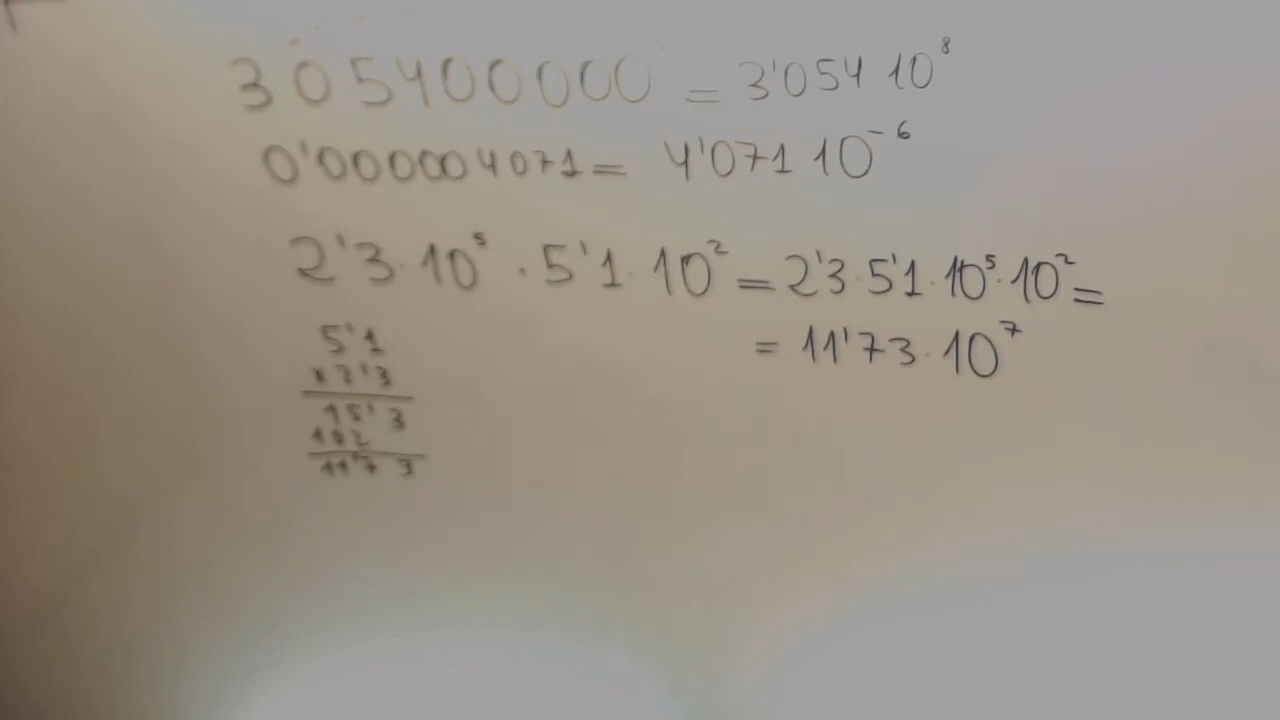 305400000 = 3'054 10⁸
0'000004071 = 4'071 10⁻⁶
2'3 · 10⁵ · 5'1 · 10² = 2'3 · 5'1 · 10⁵ · 10² =
= 11'73 · 10⁷
5'1
x 2'3
15'3
102
11'73